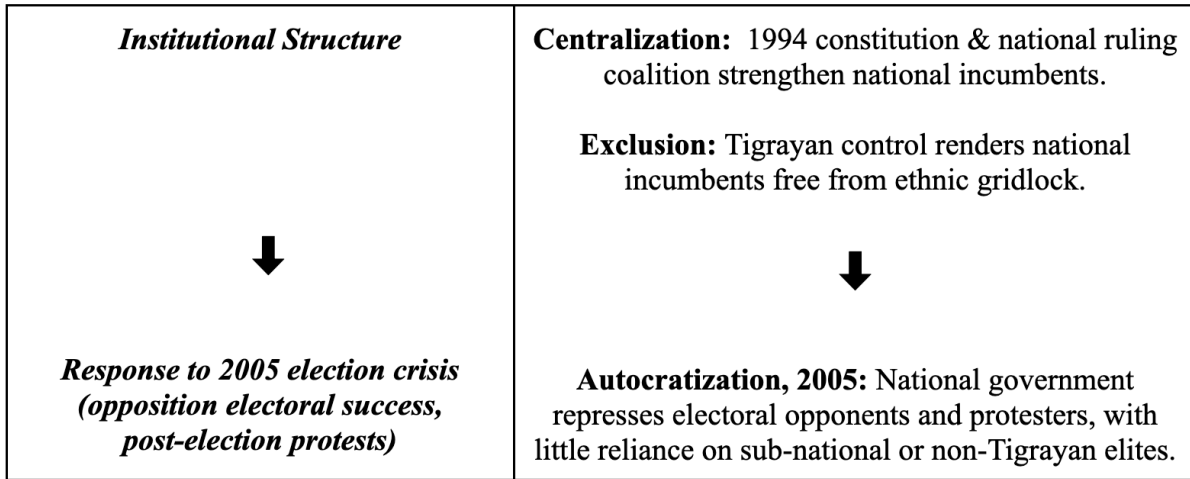 Institutional Structure
Centralization:  1994 constitution & national ruling
coalition strengthen national incumbents.
Exclusion: Tigrayan control renders national
incumbents free from ethnic gridlock.
Response to 2005 election crisis
(opposition electoral success,
post-election protests)
Autocratization, 2005: National government
represses electoral opponents and protesters, with
little reliance on sub-national or non-Tigrayan elites.